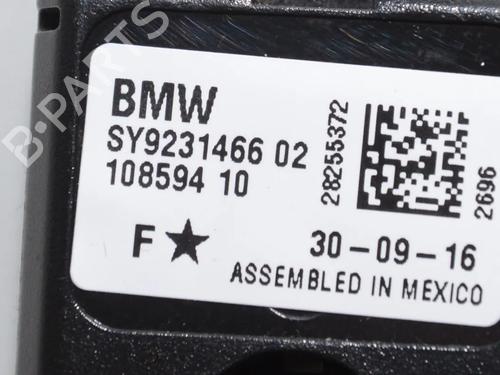 B-PARTS
BMW
SY9231466 02
108594 10
28255372
2696
F★
30-09-16
ASSEMBLED IN MEXICO